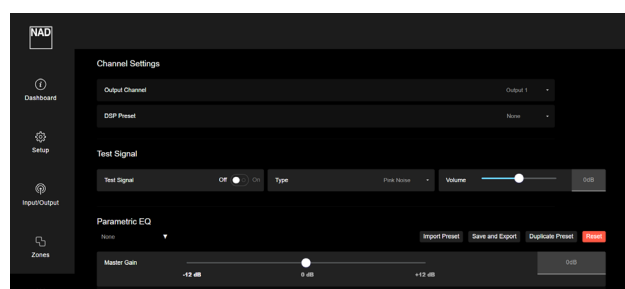 NAD
Channel Settings
Dashboard
Output Channel
Output 1
DSP Preset
None
Setup
Test Signal
Test Signal
Off
On
Type
Pink Noise
Volume
0dB
Input/Output
Parametric EQ
None
Import Preset
Save and Export
Duplicate Preset
Reset
Zones
Master Gain
0dB
-12 dB
0 dB
+12 dB